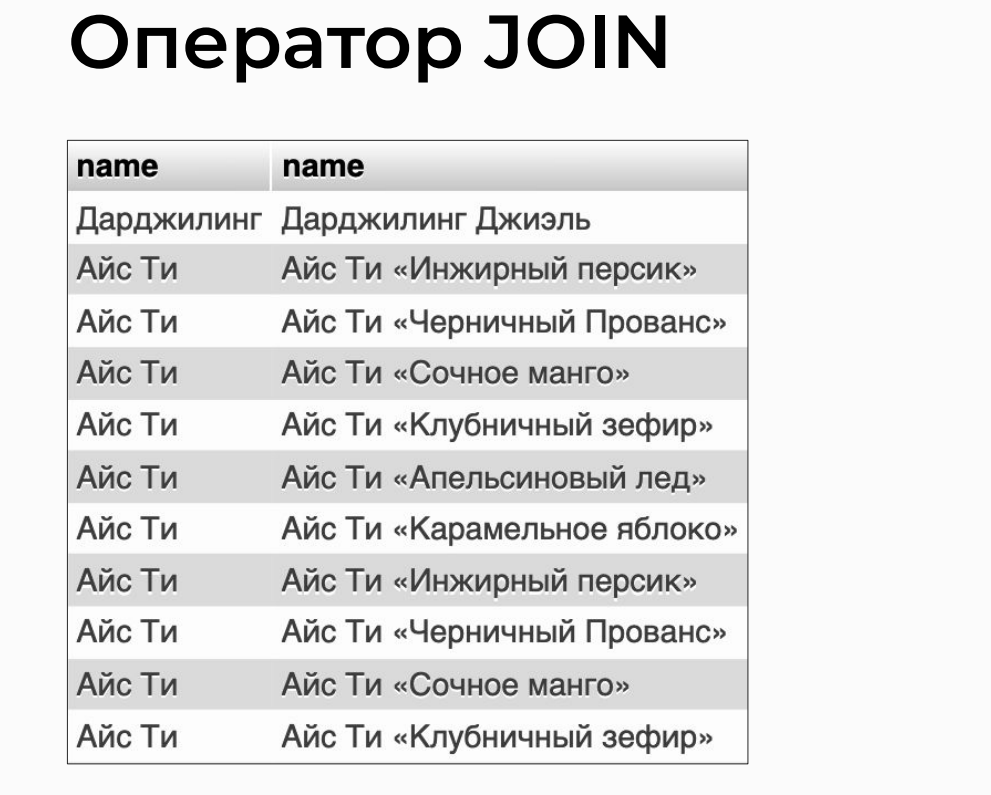 Оператор JOIN
name name
Дарджилинг Дарджилинг Джиэль
Айс Ти Айс Ти «Инжирный персик»
Айс Ти Айс Ти «Черничный Прованс»
Айс Ти Айс Ти «Сочное манго»
Айс Ти Айс Ти «Клубничный зефир»
Айс Ти Айс Ти «Апельсиновый лед»
Айс Ти Айс Ти «Карамельное яблоко»
Айс Ти Айс Ти «Инжирный персик»
Айс Ти Айс Ти «Черничный Прованс»
Айс Ти Айс Ти «Сочное манго»
Айс Ти Айс Ти «Клубничный зефир»